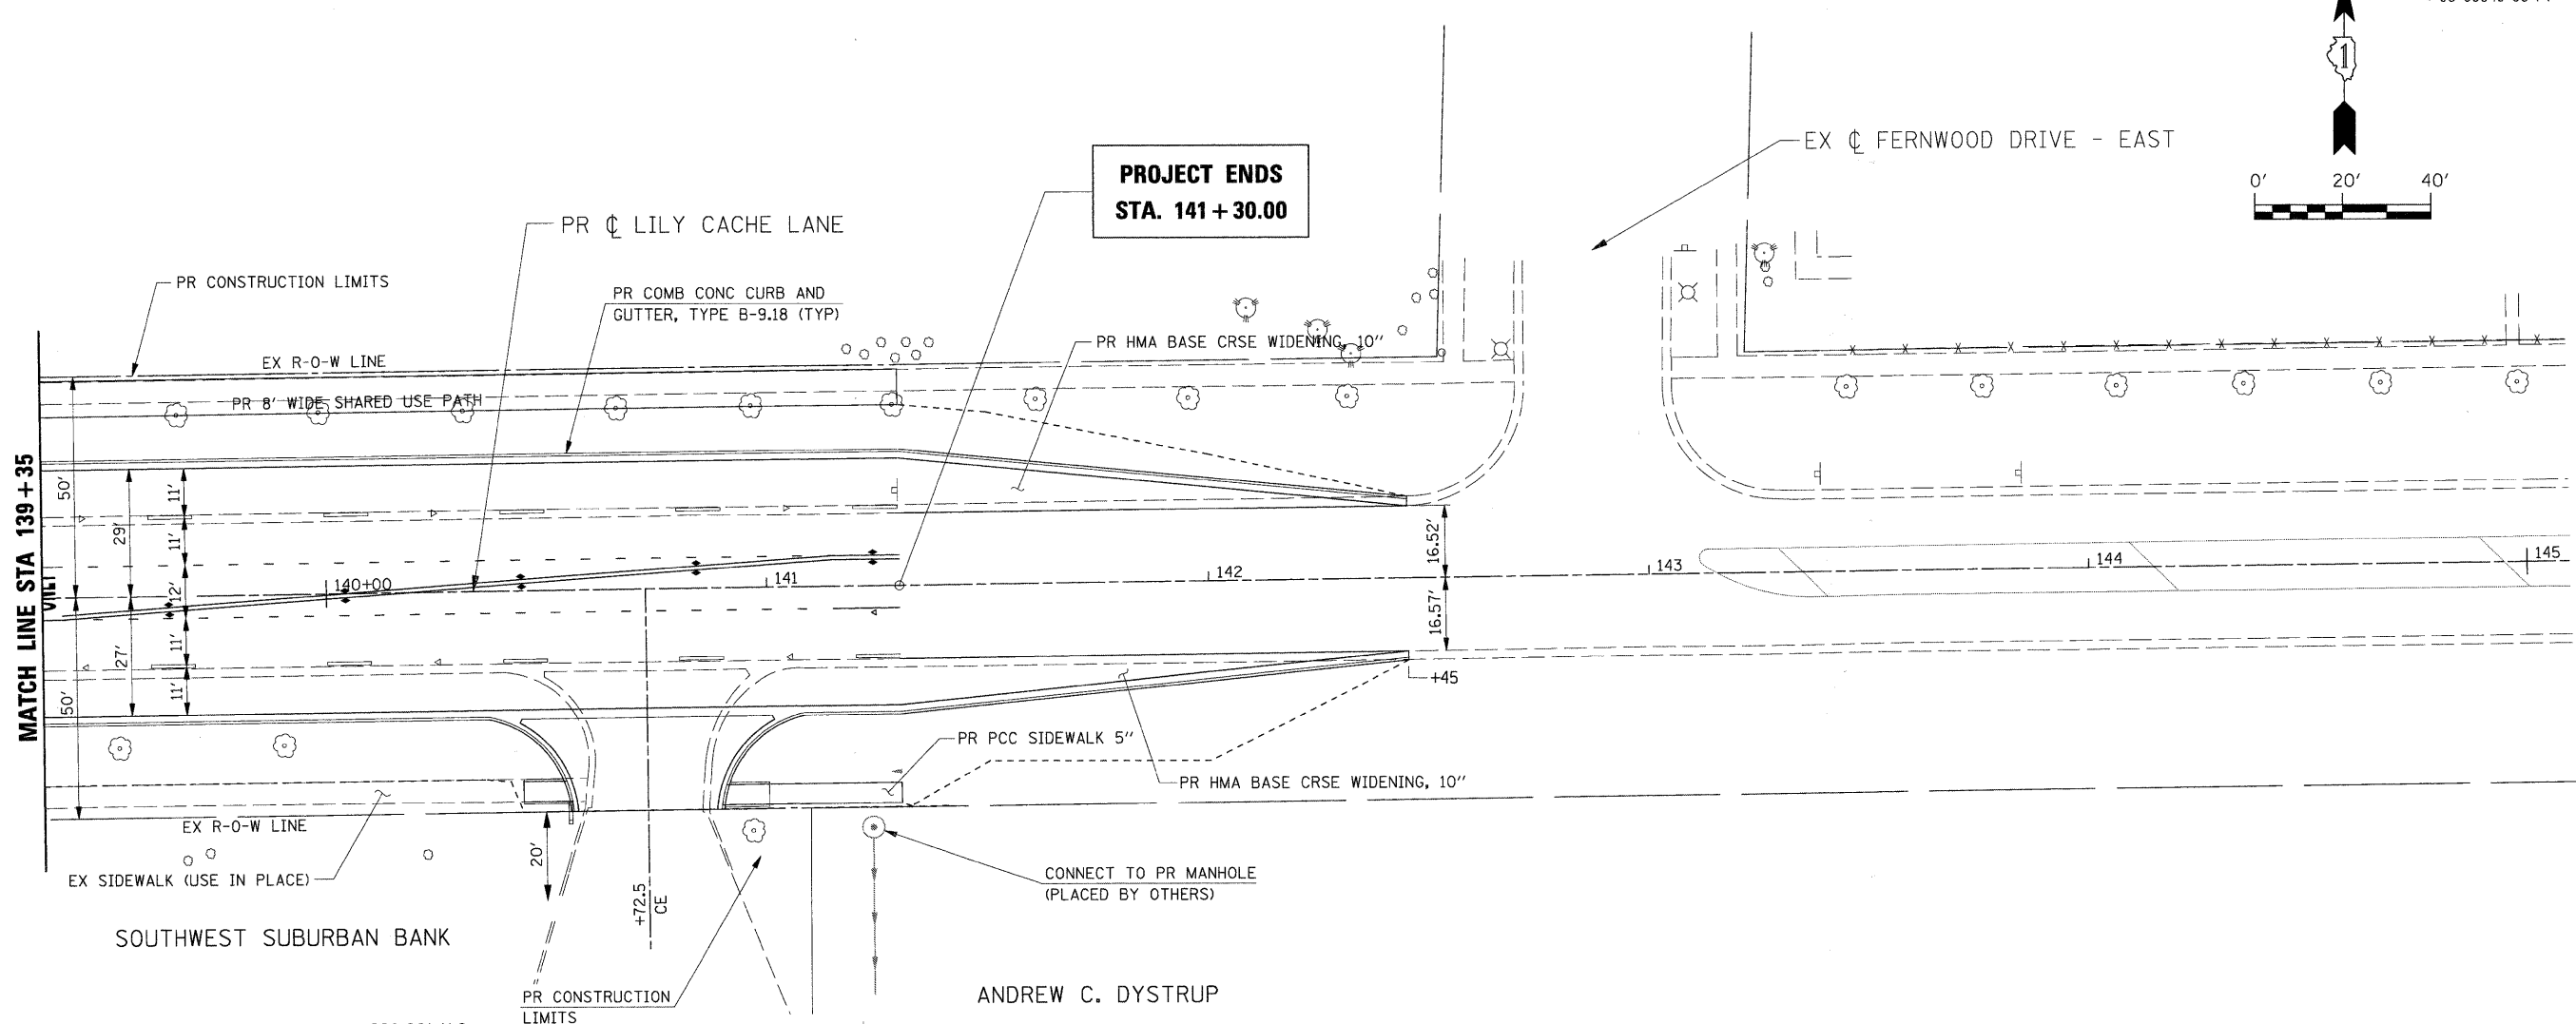 EX ℄ FERNWOOD DRIVE - EAST
1
0' 20' 40'
PROJECT ENDS
STA. 141+30.00
PR ℄ LILY CACHE LANE
PR CONSTRUCTION LIMITS
PR COMB CONC CURB AND
GUTTER, TYPE B-9.18 (TYP)
PR HMA BASE CRSE WIDENING, 10"
EX R-O-W LINE
PR 8' WIDE SHARED USE PATH
MATCH LINE STA 139+35
50'
29'
11'
11'
12'
11'
11'
27'
50'
140+00
141
142
143
144
145
16.52'
16.57'
+45
PR PCC SIDEWALK 5"
PR HMA BASE CRSE WIDENING, 10"
EX R-O-W LINE
20'
+72.5
CE
EX SIDEWALK (USE IN PLACE)
CONNECT TO PR MANHOLE
(PLACED BY OTHERS)
SOUTHWEST SUBURBAN BANK
PR CONSTRUCTION
LIMITS
ANDREW C. DYSTRUP